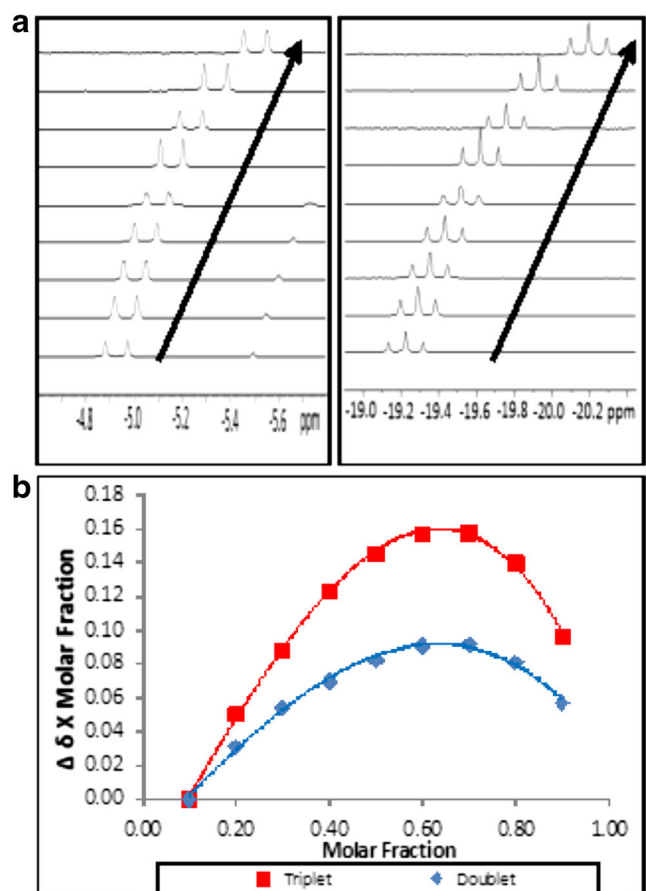 a
-4.8 -5.0 -5.2 -5.4 -5.6 ppm
-19.0 -19.2 -19.4 -19.6 -19.8 -20.0 -20.2 ppm
b
Δ δ X Molar Fraction
0.18
0.16
0.14
0.12
0.10
0.08
0.06
0.04
0.02
0.00
0.00 0.20 0.40 0.60 0.80 1.00
Molar Fraction
Triplet Doublet